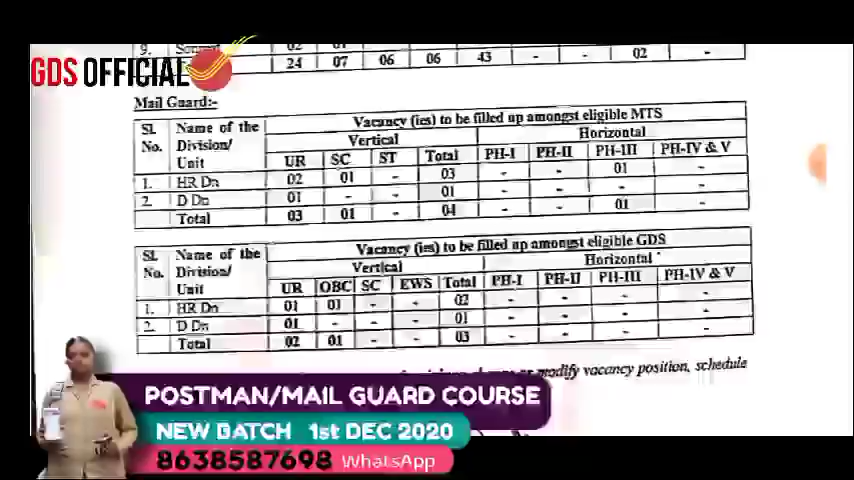 9. 02
24 07 06 06 43 - - 02 -
GDS OFFICIAL
Mail Guard:-
Sl. No. Name of the Division/ Unit Vacancy (ies) to be filled up amongst eligible MTS
Vertical Horizontal
UR SC ST Total PH-I PH-II PH-III PH-IV & V
1. HR Dn 02 01 - 03 - - 01 -
2. D Dn 01 - - 01 - - - -
Total 03 01 - 04 - - 01 -
Sl. No. Name of the Division/ Unit Vacancy (ies) to be filled up amongst eligible GDS
Vertical Horizontal
UR OBC SC EWS Total PH-I PH-II PH-III PH-IV & V
1. HR Dn 01 01 - - 02 - - - -
2. D Dn 01 - - - 01 - - - -
Total 02 01 - - 03 - - - -
modify vacancy position, schedule
POSTMAN/MAIL GUARD COURSE
NEW BATCH 1st DEC 2020
8638587698 WhatsApp